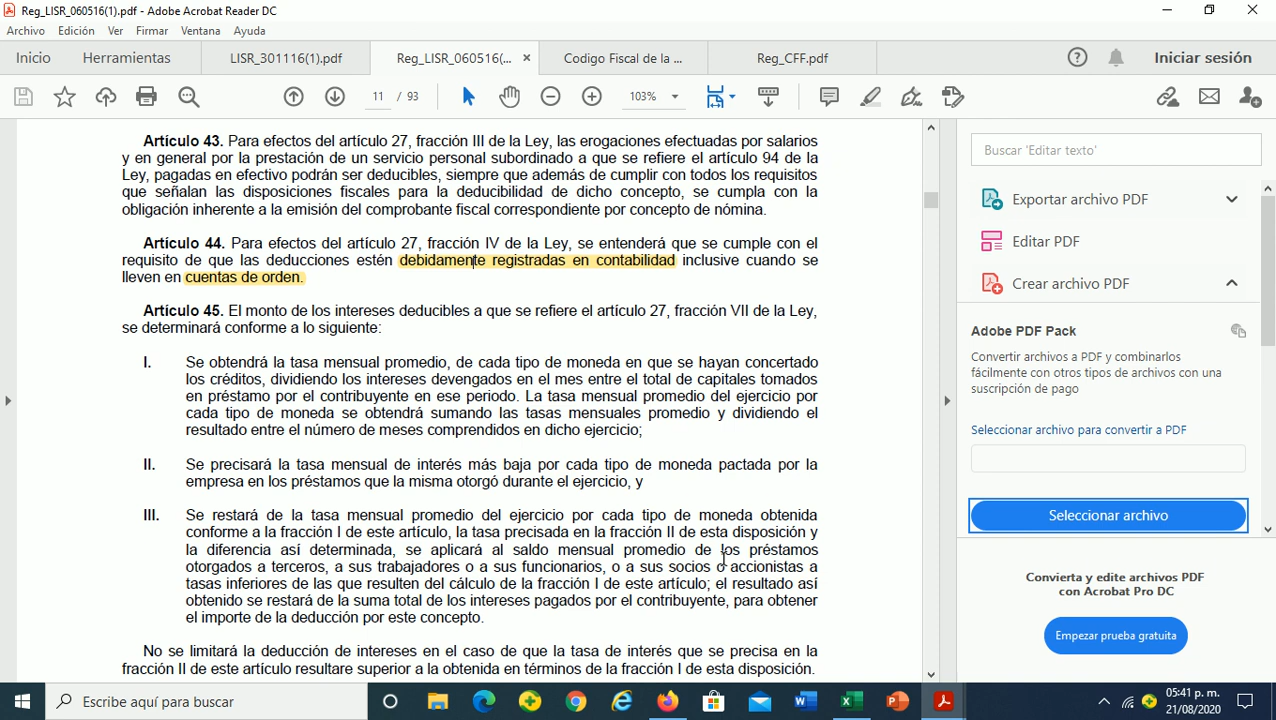 Reg_LISR_060516(1).pdf - Adobe Acrobat Reader DC
Archivo Edición Ver Firmar Ventana Ayuda
Inicio Herramientas LISR_301116(1).pdf Reg_LISR_060516(... × Codigo Fiscal de la ... Reg_CFF.pdf Iniciar sesión
11 / 93 103%
Artículo 43. Para efectos del artículo 27, fracción III de la Ley, las erogaciones efectuadas por salarios
y en general por la prestación de un servicio personal subordinado a que se refiere el artículo 94 de la
Ley, pagadas en efectivo podrán ser deducibles, siempre que además de cumplir con todos los requisitos
que señalan las disposiciones fiscales para la deducibilidad de dicho concepto, se cumpla con la
obligación inherente a la emisión del comprobante fiscal correspondiente por concepto de nómina.
Artículo 44. Para efectos del artículo 27, fracción IV de la Ley, se entenderá que se cumple con el
requisito de que las deducciones estén debidamente registradas en contabilidad inclusive cuando se
lleven en cuentas de orden.
Artículo 45. El monto de los intereses deducibles a que se refiere el artículo 27, fracción VII de la Ley,
se determinará conforme a lo siguiente:
I. Se obtendrá la tasa mensual promedio, de cada tipo de moneda en que se hayan concertado
los créditos, dividiendo los intereses devengados en el mes entre el total de capitales tomados
en préstamo por el contribuyente en ese periodo. La tasa mensual promedio del ejercicio por
cada tipo de moneda se obtendrá sumando las tasas mensuales promedio y dividiendo el
resultado entre el número de meses comprendidos en dicho ejercicio;
II. Se precisará la tasa mensual de interés más baja por cada tipo de moneda pactada por la
empresa en los préstamos que la misma otorgó durante el ejercicio, y
III. Se restará de la tasa mensual promedio del ejercicio por cada tipo de moneda obtenida
conforme a la fracción I de este artículo, la tasa precisada en la fracción II de esta disposición y
la diferencia así determinada, se aplicará al saldo mensual promedio de los préstamos
otorgados a terceros, a sus trabajadores o a sus funcionarios, o a sus socios o accionistas a
tasas inferiores de las que resulten del cálculo de la fracción I de este artículo; el resultado así
obtenido se restará de la suma total de los intereses pagados por el contribuyente, para obtener
el importe de la deducción por este concepto.
No se limitará la deducción de intereses en el caso de que la tasa de interés que se precisa en la
fracción II de este artículo resultare superior a la obtenida en términos de la fracción I de esta disposición.
Buscar 'Editar texto'
Exportar archivo PDF
Editar PDF
Crear archivo PDF
Adobe PDF Pack
Convertir archivos a PDF y combinarlos
fácilmente con otros tipos de archivos con una
suscripción de pago
Seleccionar archivo para convertir a PDF
Seleccionar archivo
Convierta y edite archivos PDF
con Acrobat Pro DC
Empezar prueba gratuita
Escribe aquí para buscar
05:41 p. m.
21/08/2020